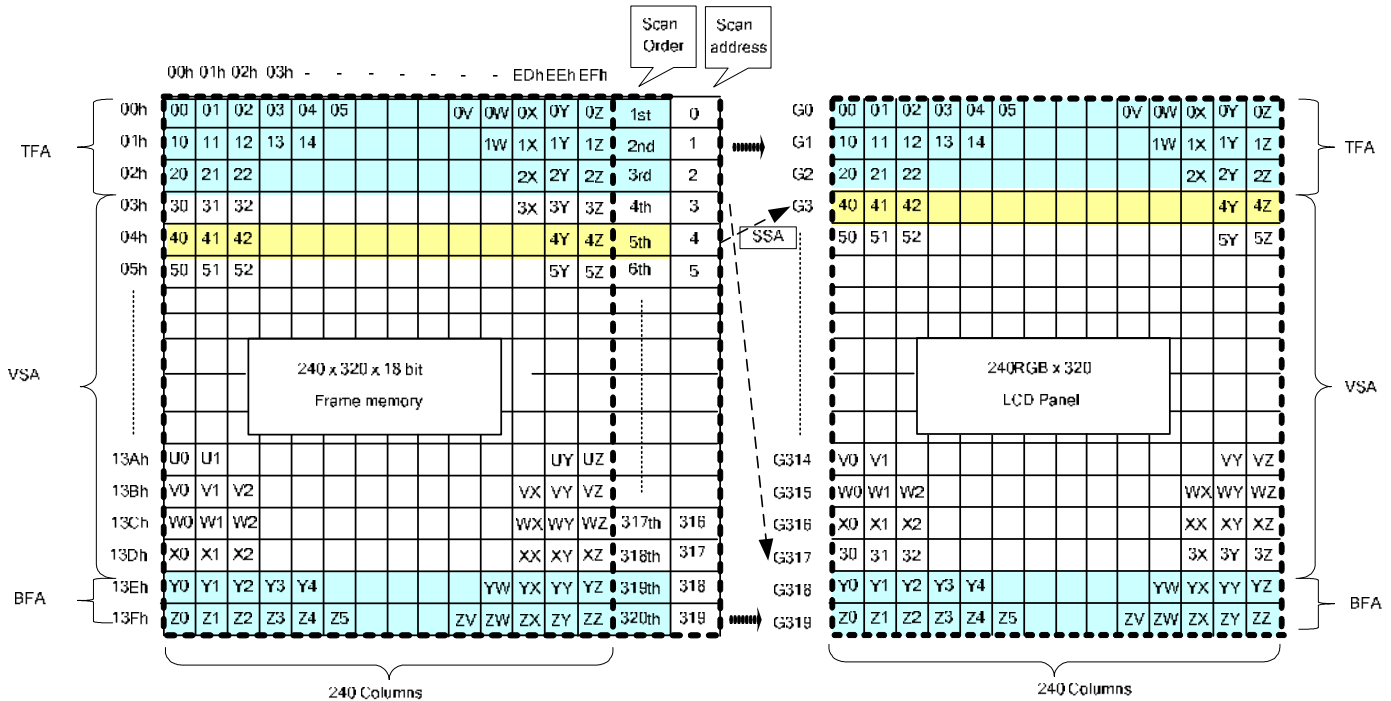 Scan Order
Scan address
00h 01h 02h 03h - - - - - - - EDh EEh EFh
TFA
00h 00 01 02 03 04 05 0V 0W 0X 0Y 0Z 1st 0
01h 10 11 12 13 14 1W 1X 1Y 1Z 2nd 1
02h 20 21 22 2X 2Y 2Z 3rd 2
VSA
03h 30 31 32 3X 3Y 3Z 4th 3
04h 40 41 42 4Y 4Z 5th 4
05h 50 51 52 5Y 5Z 6th 5
240 x 320 x 18 bit
Frame memory
13Ah U0 U1 UY UZ
13Bh V0 V1 V2 VX VY VZ
13Ch W0 W1 W2 WX WY WZ 317th 316
13Dh X0 X1 X2 XX XY XZ 318th 317
BFA
13Eh Y0 Y1 Y2 Y3 Y4 YW YX YY YZ 319th 318
13Fh Z0 Z1 Z2 Z3 Z4 Z5 ZV ZW ZX ZY ZZ 320th 319
240 Columns
SSA
G0 00 01 02 03 04 05 0V 0W 0X 0Y 0Z
G1 10 11 12 13 14 1W 1X 1Y 1Z
G2 20 21 22 2X 2Y 2Z
TFA
G3 40 41 42 4Y 4Z
50 51 52 5Y 5Z
240RGB x 320
LCD Panel
VSA
G314 V0 V1 VY VZ
G315 W0 W1 W2 WX WY WZ
G316 X0 X1 X2 XX XY XZ
G317 30 31 32 3X 3Y 3Z
G318 Y0 Y1 Y2 Y3 Y4 YW YX YY YZ
G319 Z0 Z1 Z2 Z3 Z4 Z5 ZV ZW ZX ZY ZZ
BFA
240 Columns